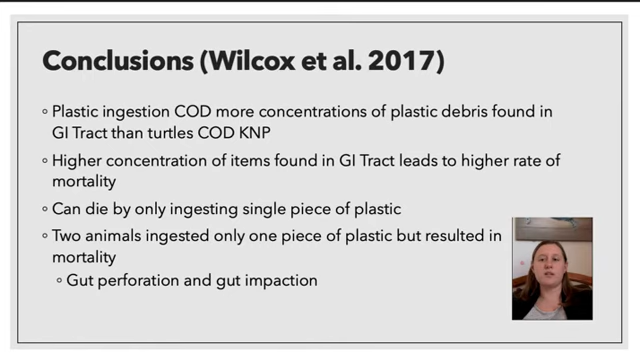 Conclusions (Wilcox et al. 2017)
◦ Plastic ingestion COD more concentrations of plastic debris found in
GI Tract than turtles COD KNP
◦ Higher concentration of items found in GI Tract leads to higher rate of
mortality
◦ Can die by only ingesting single piece of plastic
◦ Two animals ingested only one piece of plastic but resulted in
mortality
◦ Gut perforation and gut impaction